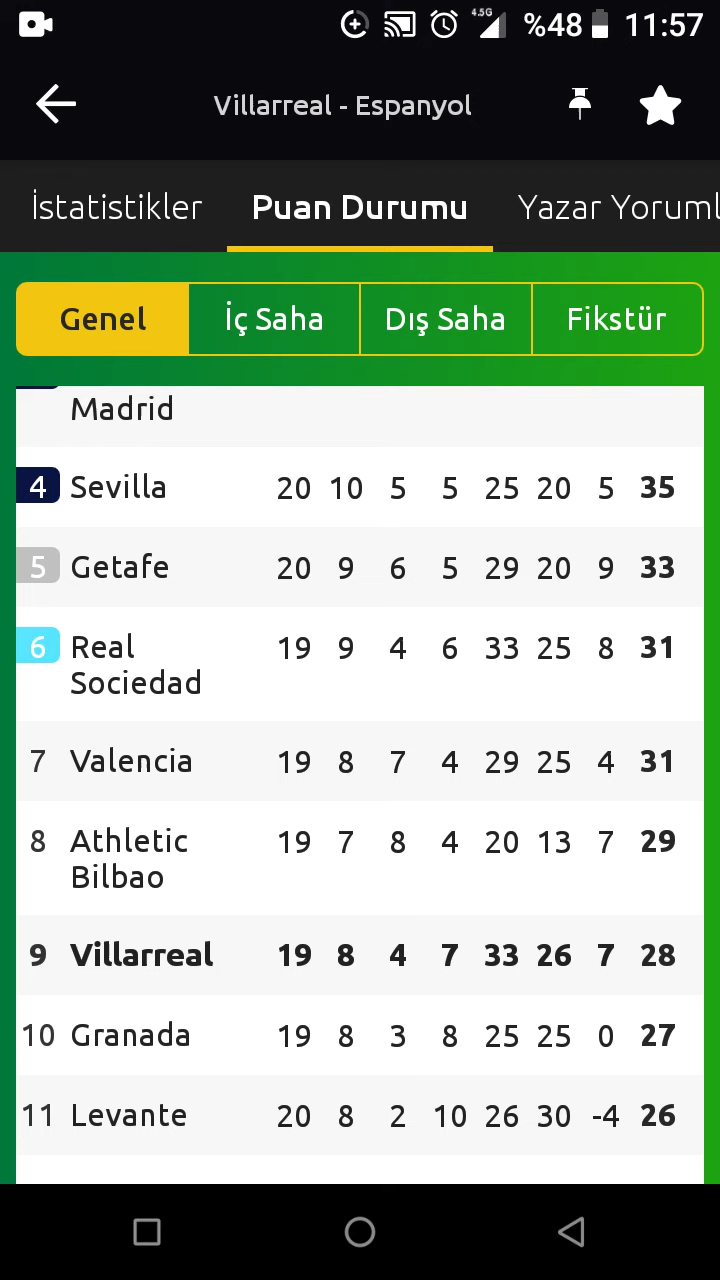 4.5G %48 11:57
Villarreal - Espanyol
İstatistikler Puan Durumu Yazar Yoruml
Genel İç Saha Dış Saha Fikstür
Madrid
4 Sevilla 20 10 5 5 25 20 5 35
5 Getafe 20 9 6 5 29 20 9 33
6 Real 19 9 4 6 33 25 8 31
Sociedad
7 Valencia 19 8 7 4 29 25 4 31
8 Athletic 19 7 8 4 20 13 7 29
Bilbao
9 Villarreal 19 8 4 7 33 26 7 28
10 Granada 19 8 3 8 25 25 0 27
11 Levante 20 8 2 10 26 30 -4 26